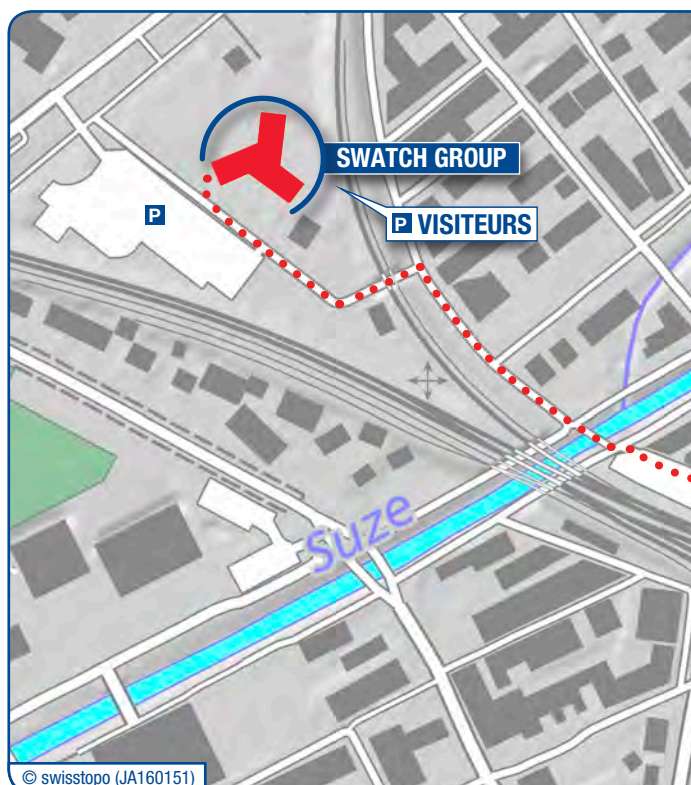 SWATCH GROUP
P
P VISITEURS
Suze
© swisstopo (JA160151)